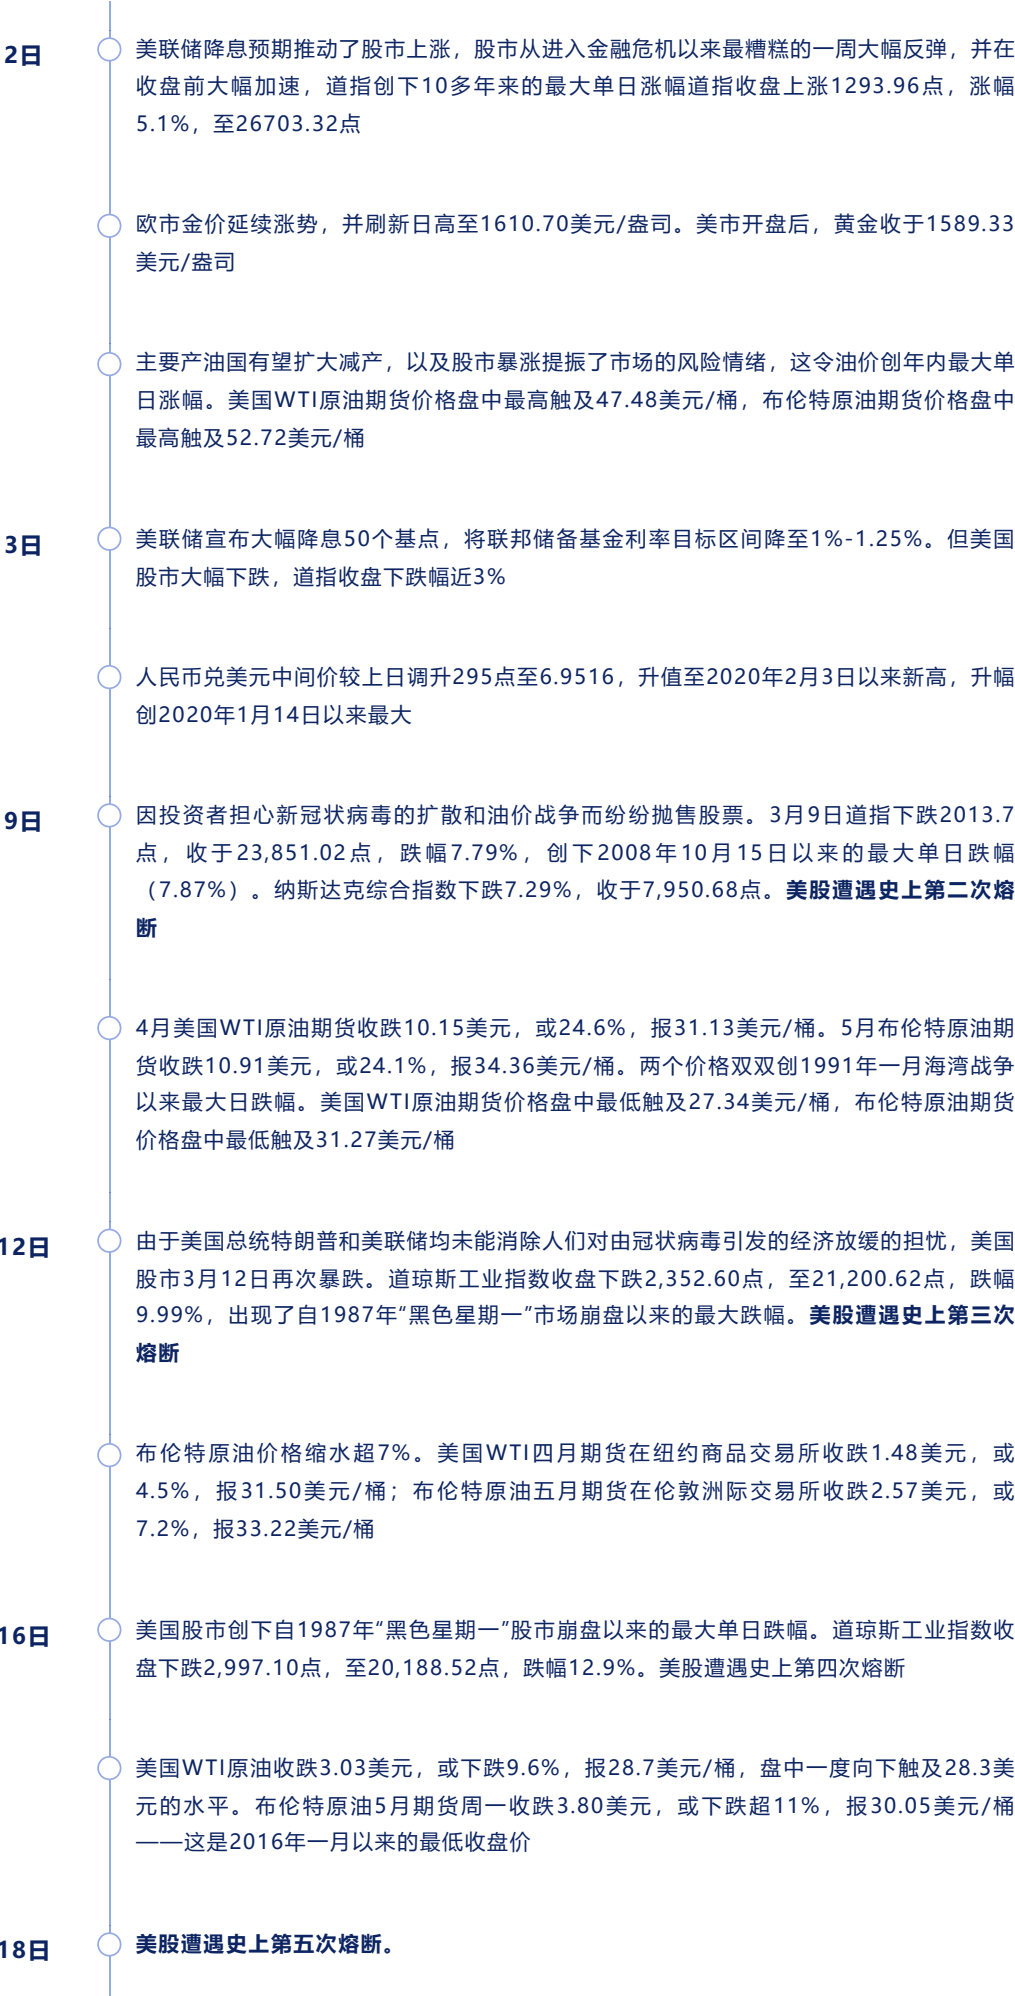 2日
美联储降息预期推动了股市上涨，股市从进入金融危机以来最糟糕的一周大幅反弹，并在
收盘前大幅加速，道指创下10多年来的最大单日涨幅道指收盘上涨1293.96点，涨幅
5.1%，至26703.32点
欧市金价延续涨势，并刷新日高至1610.70美元/盎司。美市开盘后，黄金收于1589.33
美元/盎司
主要产油国有望扩大减产，以及股市暴涨提振了市场的风险情绪，这令油价创年内最大单
日涨幅。美国WTI原油期货价格盘中最高触及47.48美元/桶，布伦特原油期货价格盘中
最高触及52.72美元/桶
3日
美联储宣布大幅降息50个基点，将联邦储备基金利率目标区间降至1%-1.25%。但美国
股市大幅下跌，道指收盘下跌幅近3%
人民币兑美元中间价较上日调升295点至6.9516，升值至2020年2月3日以来新高，升幅
创2020年1月14日以来最大
9日
因投资者担心新冠状病毒的扩散和油价战争而纷纷抛售股票。3月9日道指下跌2013.7
点，收于23,851.02点，跌幅7.79%，创下2008年10月15日以来的最大单日跌幅
（7.87%）。纳斯达克综合指数下跌7.29%，收于7,950.68点。美股遭遇史上第二次熔
断
4月美国WTI原油期货收跌10.15美元，或24.6%，报31.13美元/桶。5月布伦特原油期
货收跌10.91美元，或24.1%，报34.36美元/桶。两个价格双双创1991年一月海湾战争
以来最大日跌幅。美国WTI原油期货价格盘中最低触及27.34美元/桶，布伦特原油期货
价格盘中最低触及31.27美元/桶
12日
由于美国总统特朗普和美联储均未能消除人们对由冠状病毒引发的经济放缓的担忧，美国
股市3月12日再次暴跌。道琼斯工业指数收盘下跌2,352.60点，至21,200.62点，跌幅
9.99%，出现了自1987年“黑色星期一”市场崩盘以来的最大跌幅。美股遭遇史上第三次
熔断
布伦特原油价格缩水超7%。美国WTI四月期货在纽约商品交易所收跌1.48美元，或
4.5%，报31.50美元/桶；布伦特原油五月期货在伦敦洲际交易所收跌2.57美元，或
7.2%，报33.22美元/桶
16日
美国股市创下自1987年“黑色星期一”股市崩盘以来的最大单日跌幅。道琼斯工业指数收
盘下跌2,997.10点，至20,188.52点，跌幅12.9%。美股遭遇史上第四次熔断
美国WTI原油收跌3.03美元，或下跌9.6%，报28.7美元/桶，盘中一度向下触及28.3美
元的水平。布伦特原油5月期货周一收跌3.80美元，或下跌超11%，报30.05美元/桶
——这是2016年一月以来的最低收盘价
18日
美股遭遇史上第五次熔断。